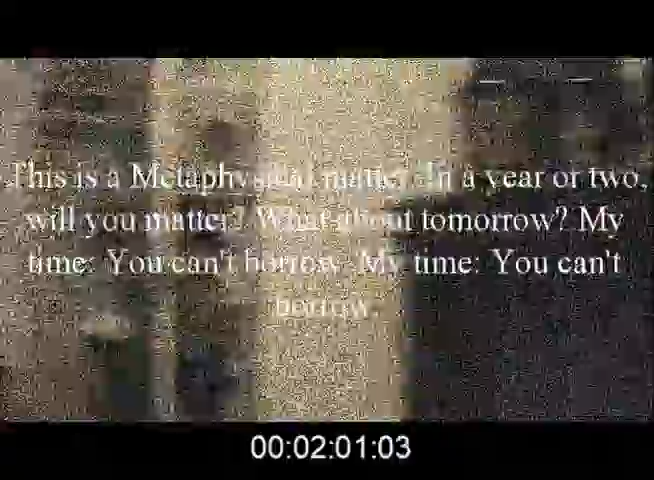 This is a Metaphysical matter. In a year or two,
will you matter? What about tomorrow? My
time: You can't borrow. My time: You can't
borrow.
00:02:01:03